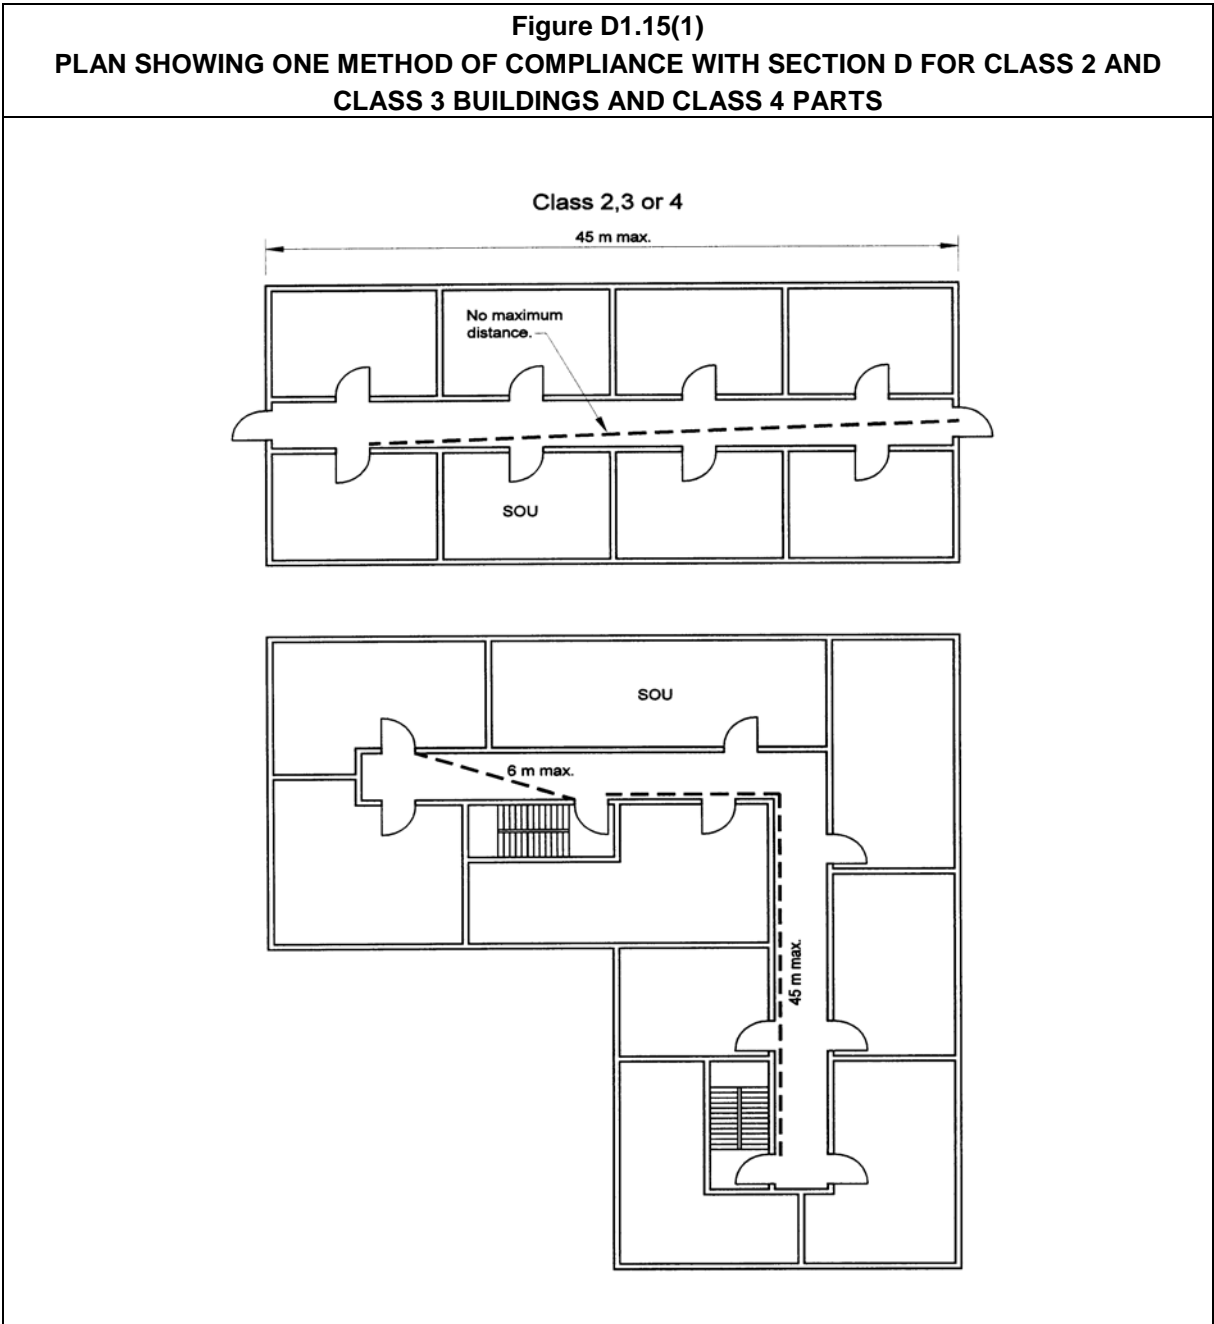 Figure D1.15(1)
PLAN SHOWING ONE METHOD OF COMPLIANCE WITH SECTION D FOR CLASS 2 AND
CLASS 3 BUILDINGS AND CLASS 4 PARTS
Class 2,3 or 4
45 m max.
No maximum
distance.
SOU
SOU
6 m max.
45 m max.